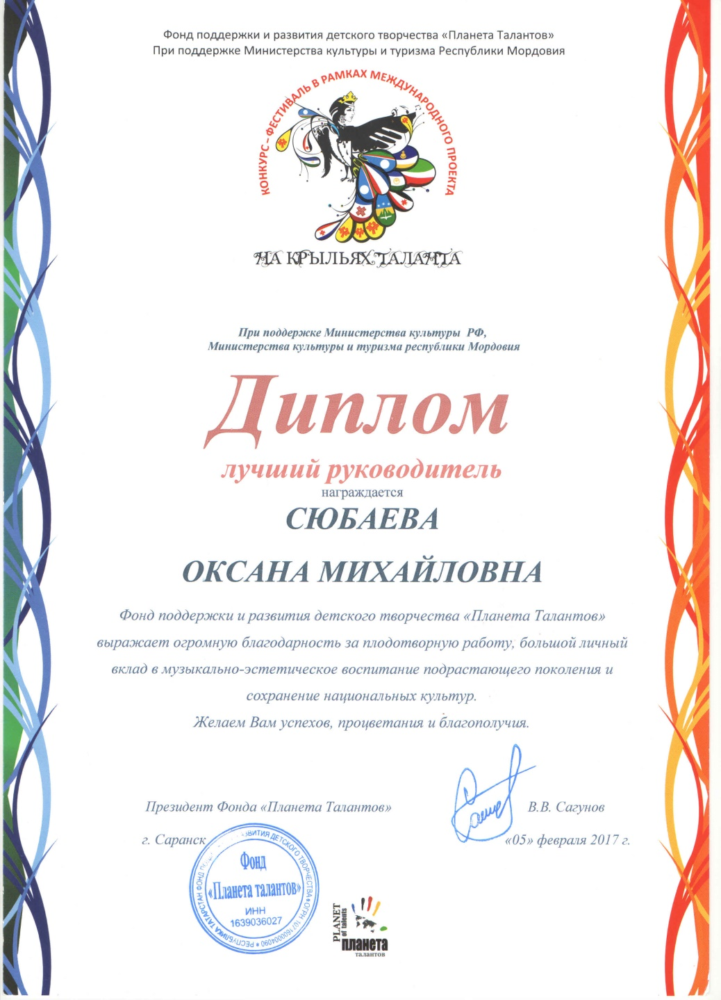 Фонд поддержки и развития детского творчества «Планета Талантов»
При поддержке Министерства культуры и туризма Республики Мордовия
КОНКУРС – ФЕСТИВАЛЬ В РАМКАХ МЕЖДУНАРОДНОГО ПРОЕКТА
НА КРЫЛЬЯХ ТАЛАНТА
При поддержке Министерства культуры РФ,
Министерства культуры и туризма республики Мордовия
Диплом
лучший руководитель
награждается
СЮБАЕВА
ОКСАНА МИХАЙЛОВНА
Фонд поддержки и развития детского творчества «Планета Талантов»
выражает огромную благодарность за плодотворную работу, большой личный
вклад в музыкально-эстетическое воспитание подрастающего поколения и
сохранение национальных культур.
Желаем Вам успехов, процветания и благополучия.
Президент Фонда «Планета Талантов» В.В. Сагунов
г. Саранск «05» февраля 2017 г.
РЕСПУБЛИКА ТАТАРСТАН ФОНД РАЗВИТИЯ ДЕТСКОГО ТВОРЧЕСТВА
Фонд
«Планета талантов»
ИНН
1639036027
PLANET
of talents
планета
талантов